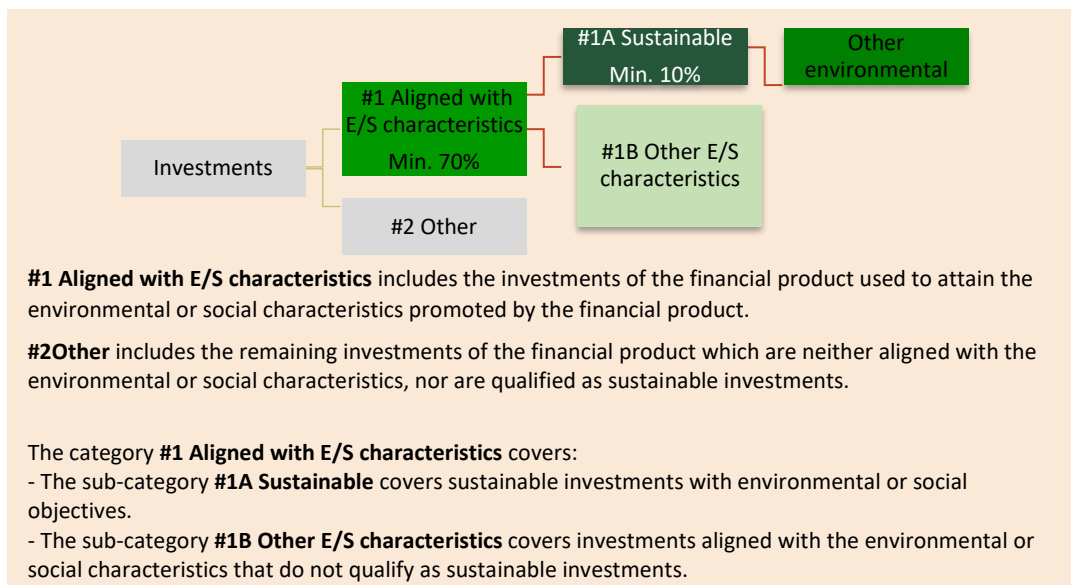 #1A Sustainable
Min. 10%
Other
environmental
#1 Aligned with
E/S characteristics
Min. 70%
#1B Other E/S
characteristics
Investments
#2 Other
#1 Aligned with E/S characteristics includes the investments of the financial product used to attain the
environmental or social characteristics promoted by the financial product.
#2Other includes the remaining investments of the financial product which are neither aligned with the
environmental or social characteristics, nor are qualified as sustainable investments.
The category #1 Aligned with E/S characteristics covers:
- The sub-category #1A Sustainable covers sustainable investments with environmental or social
objectives.
- The sub-category #1B Other E/S characteristics covers investments aligned with the environmental or
social characteristics that do not qualify as sustainable investments.